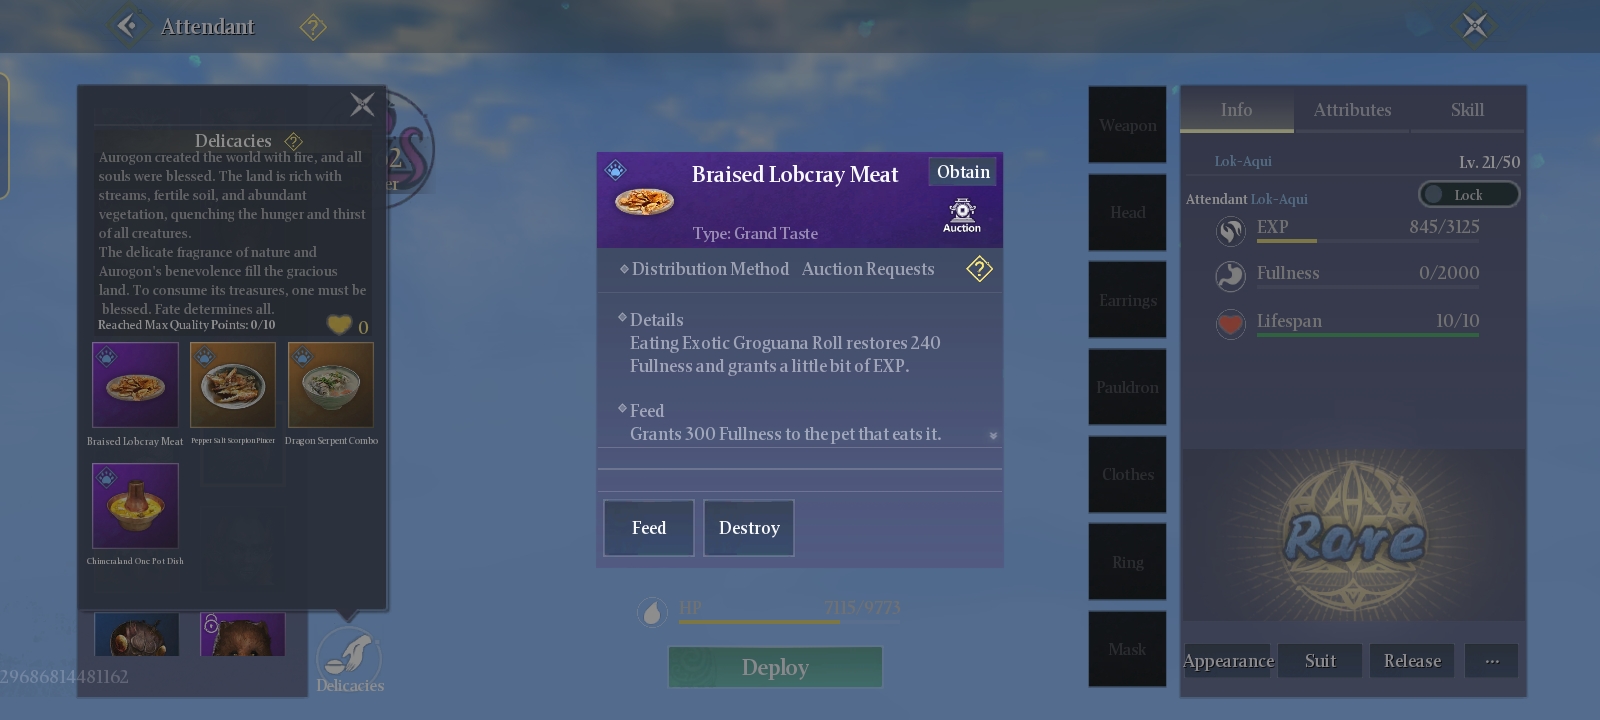 Attendant
Delicacies
Aurogon created the world with fire, and all
souls were blessed. The land is rich with
streams, fertile soil, and abundant
vegetation, quenching the hunger and thirst
of all creatures.
The delicate fragrance of nature and
Aurogon's benevolence fill the gracious
land. To consume its treasures, one must be
blessed. Fate determines all.
Reached Max Quality Points: 0/10
0
Braised Lobcray Meat
Pepper Salt Scorpion Pincer
Dragon Serpent Combo
Chimeraland One Pot Dish
29686814481162
Delicacies
Braised Lobcray Meat
Obtain
Type: Grand Taste
Auction
Distribution Method Auction Requests
Details
Eating Exotic Groguana Roll restores 240
Fullness and grants a little bit of EXP.
Feed
Grants 300 Fullness to the pet that eats it.
Feed
Destroy
HP 7115/9773
Deploy
Weapon
Head
Earrings
Pauldron
Clothes
Ring
Mask
Info
Attributes
Skill
Lok-Aqui
Lv. 21/50
Attendant Lok-Aqui
Lock
EXP 845/3125
Fullness 0/2000
Lifespan 10/10
Rare
Appearance
Suit
Release
...